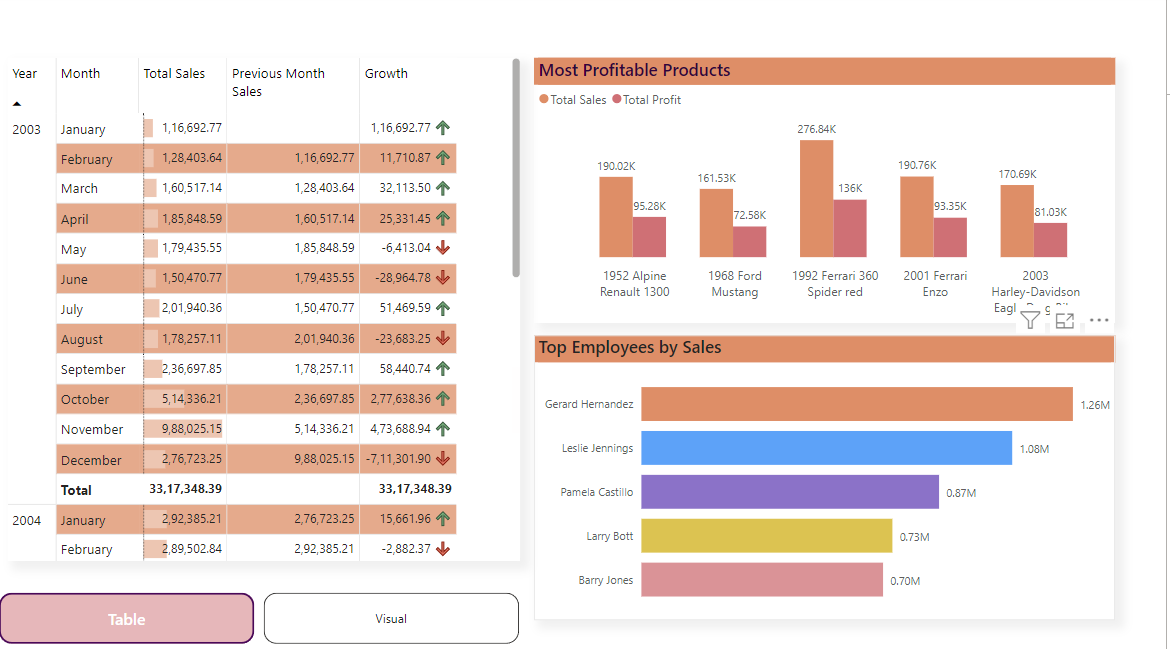 Year Month Total Sales Previous Month Sales Growth
2003 January 1,16,692.77 1,16,692.77
February 1,28,403.64 1,16,692.77 11,710.87
March 1,60,517.14 1,28,403.64 32,113.50
April 1,85,848.59 1,60,517.14 25,331.45
May 1,79,435.55 1,85,848.59 -6,413.04
June 1,50,470.77 1,79,435.55 -28,964.78
July 2,01,940.36 1,50,470.77 51,469.59
August 1,78,257.11 2,01,940.36 -23,683.25
September 2,36,697.85 1,78,257.11 58,440.74
October 5,14,336.21 2,36,697.85 2,77,638.36
November 9,88,025.15 5,14,336.21 4,73,688.94
December 2,76,723.25 9,88,025.15 -7,11,301.90
Total 33,17,348.39 33,17,348.39
2004 January 2,92,385.21 2,76,723.25 15,661.96
February 2,89,502.84 2,92,385.21 -2,882.37
Table Visual
Most Profitable Products
Total Sales Total Profit
190.02K 95.28K 161.53K 72.58K 276.84K 136K 190.76K 93.35K 170.69K 81.03K
1952 Alpine
Renault 1300
1968 Ford
Mustang
1992 Ferrari 360
Spider red
2001 Ferrari
Enzo
2003
Harley-Davidson
Top Employees by Sales
Gerard Hernandez 1.26M
Leslie Jennings 1.08M
Pamela Castillo 0.87M
Larry Bott 0.73M
Barry Jones 0.70M